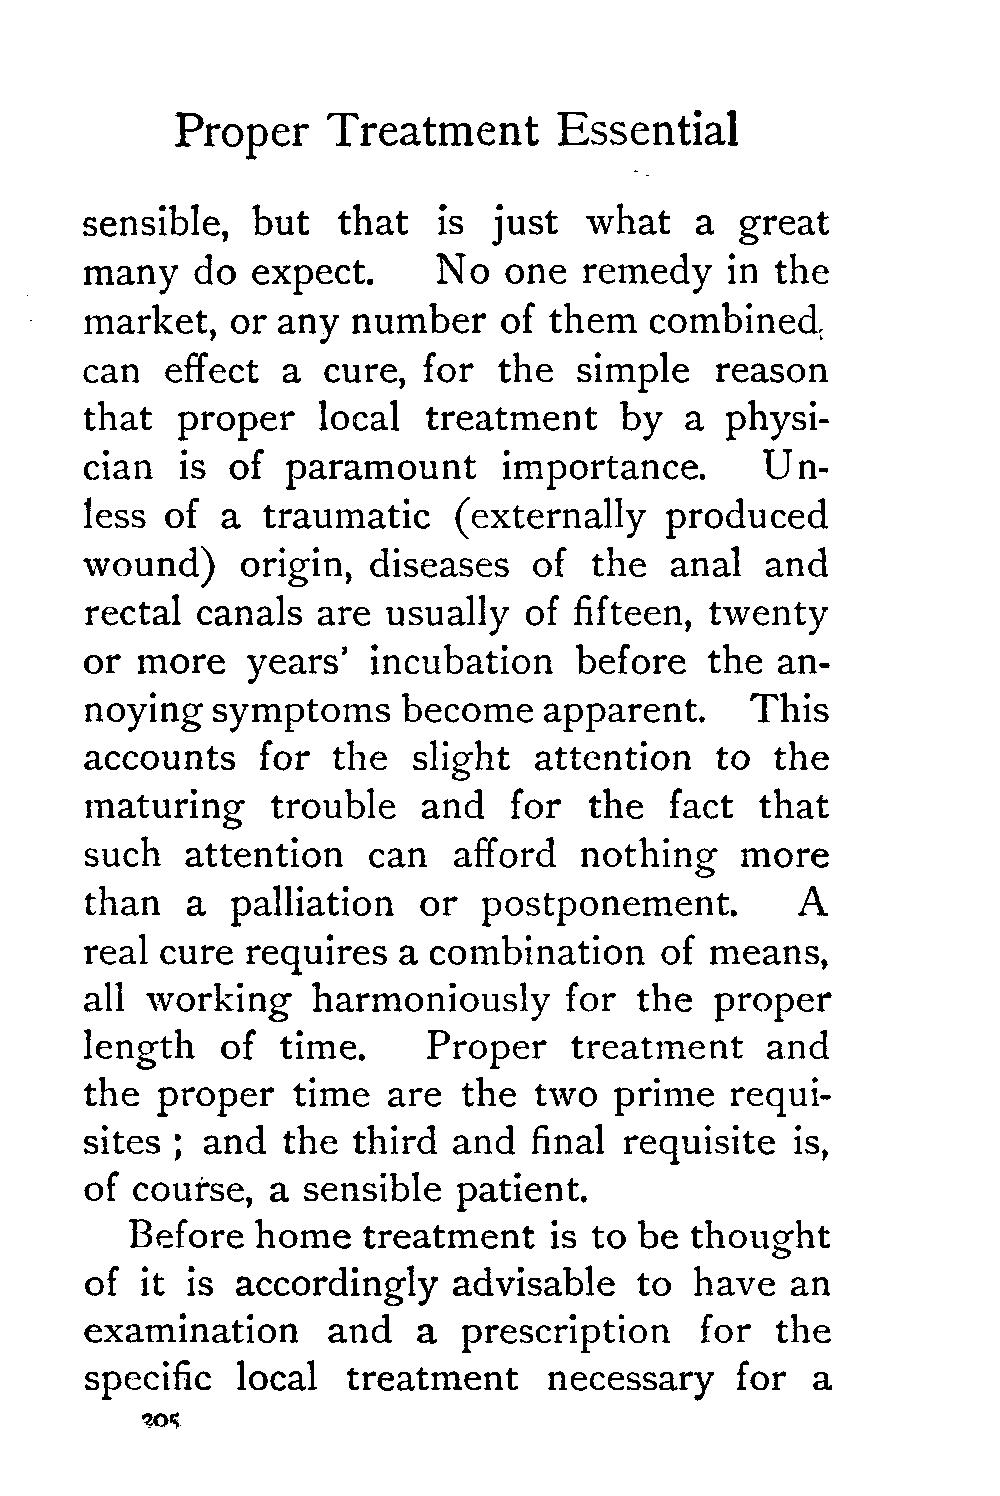 Proper Treatment Essential
sensible, but that is just what a great
many do expect. No one remedy in the
market, or any number of them combined,
can effect a cure, for the simple reason
that proper local treatment by a physi-
cian is of paramount importance. Un-
less of a traumatic (externally produced
wound) origin, diseases of the anal and
rectal canals are usually of fifteen, twenty
or more years' incubation before the an-
noying symptoms become apparent. This
accounts for the slight attention to the
maturing trouble and for the fact that
such attention can afford nothing more
than a palliation or postponement. A
real cure requires a combination of means,
all working harmoniously for the proper
length of time. Proper treatment and
the proper time are the two prime requi-
sites ; and the third and final requisite is,
of course, a sensible patient.
Before home treatment is to be thought
of it is accordingly advisable to have an
examination and a prescription for the
specific local treatment necessary for a
205